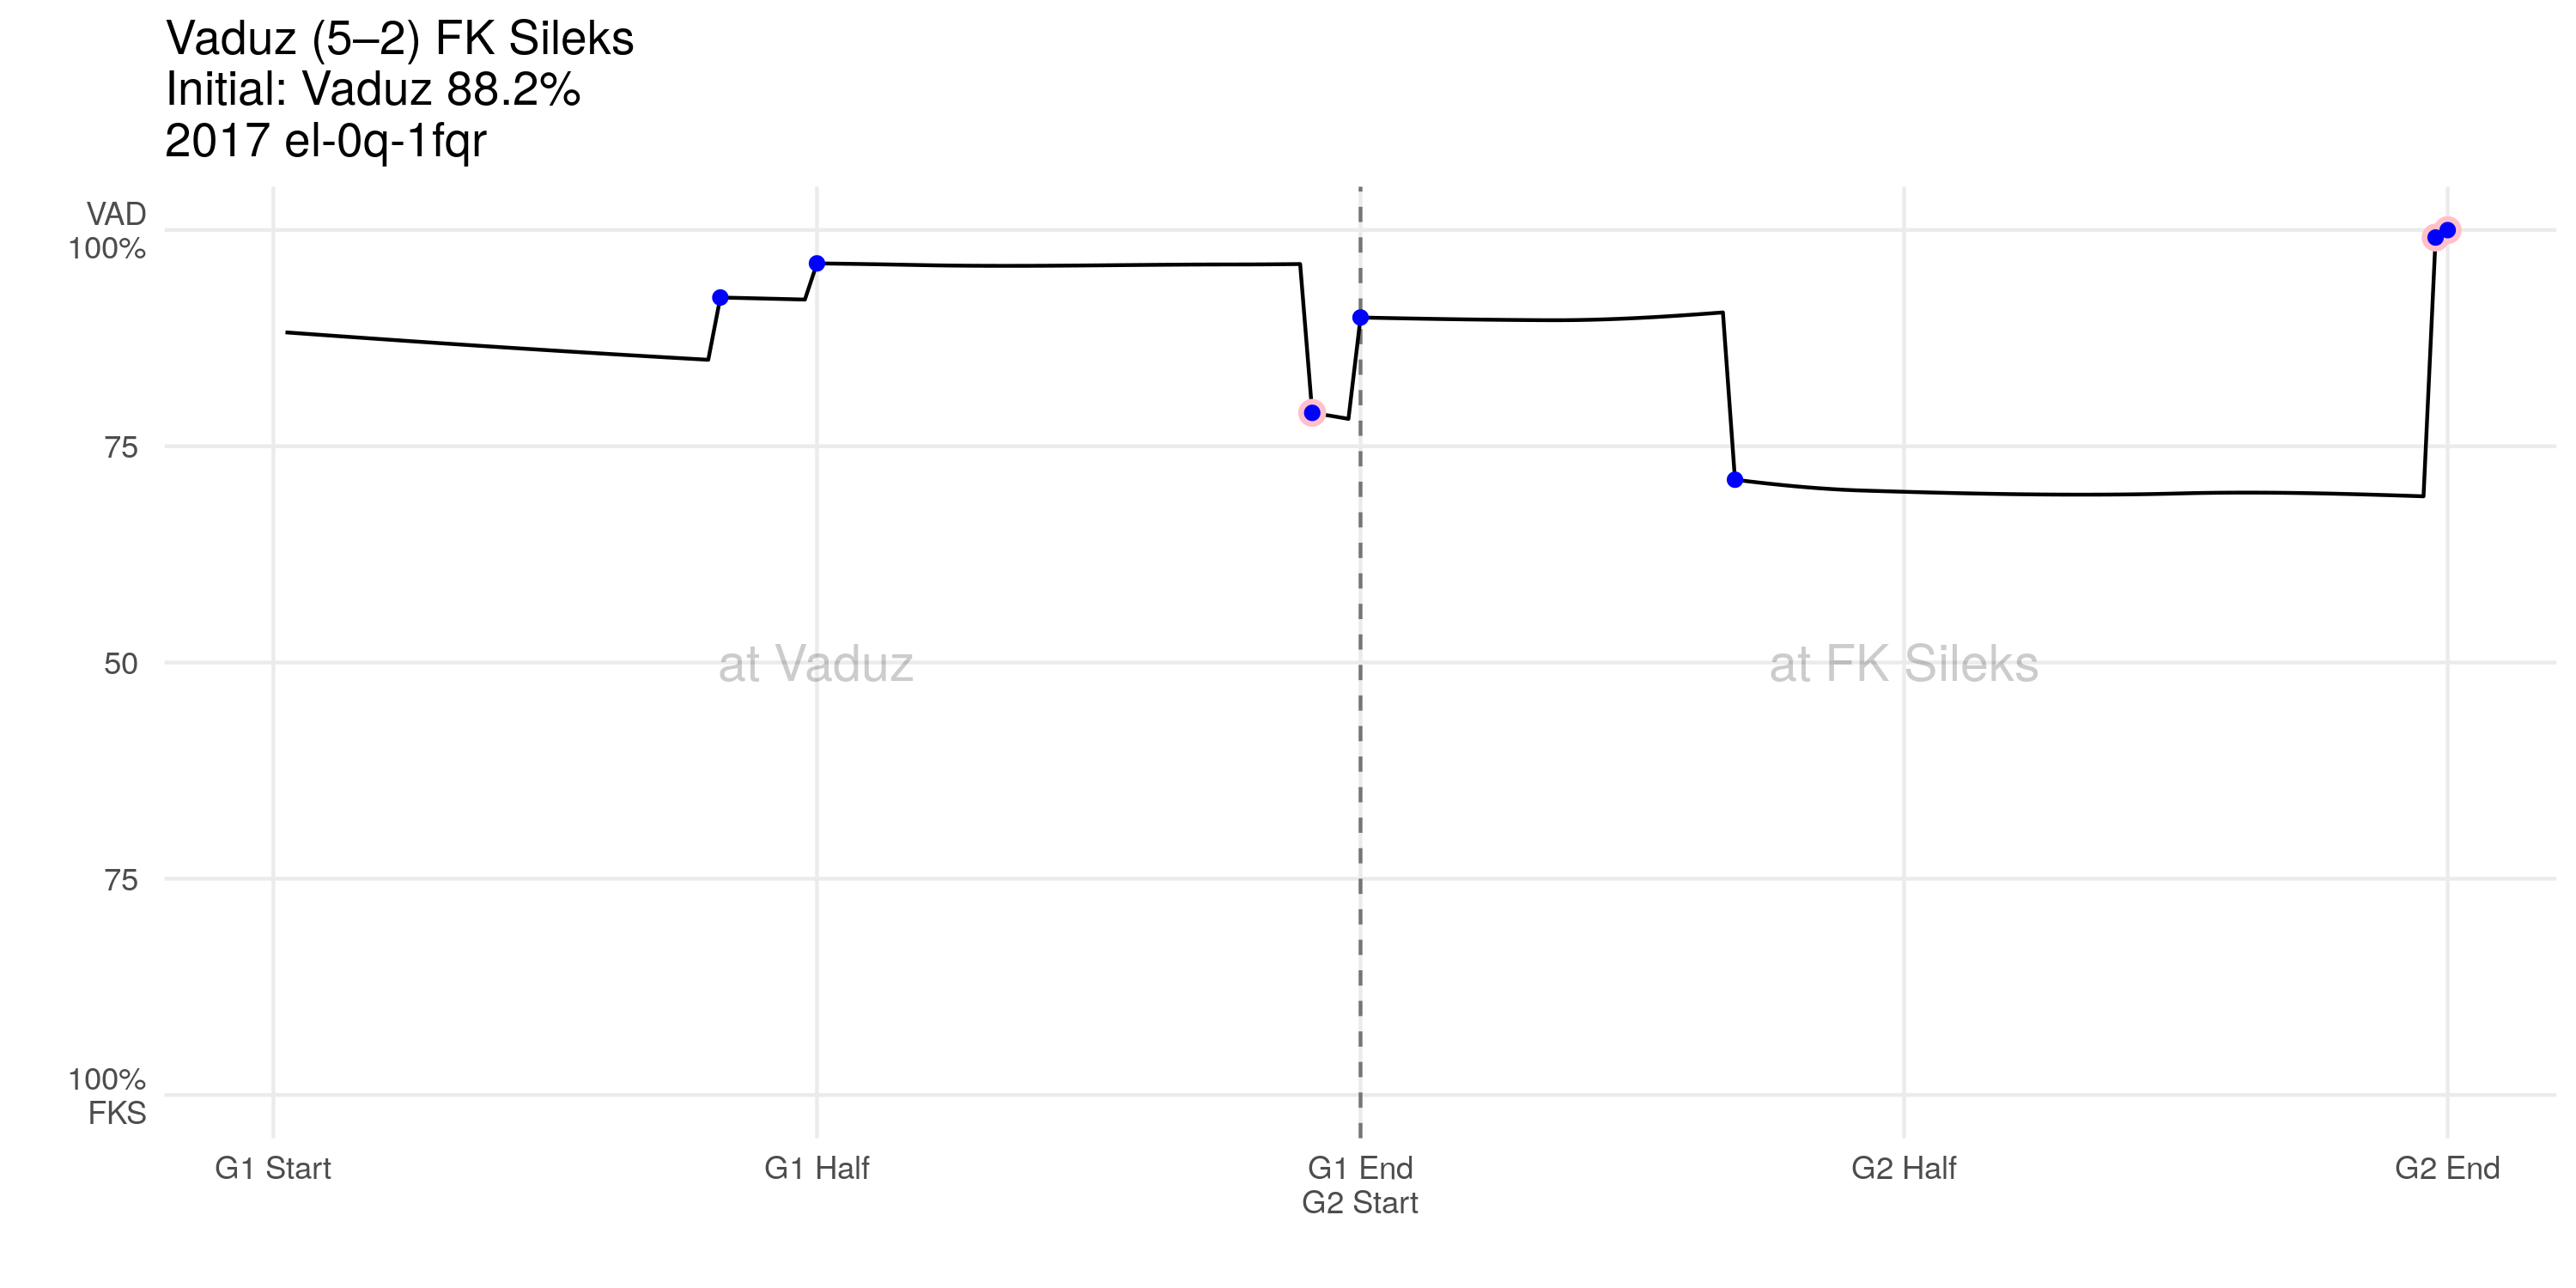 Vaduz (5–2) FK Sileks
Initial: Vaduz 88.2%
2017 el-0q-1fqr
VAD
100%
75
50
75
100%
FKS
at Vaduz
at FK Sileks
G1 Start
G1 Half
G1 End
G2 Start
G2 Half
G2 End